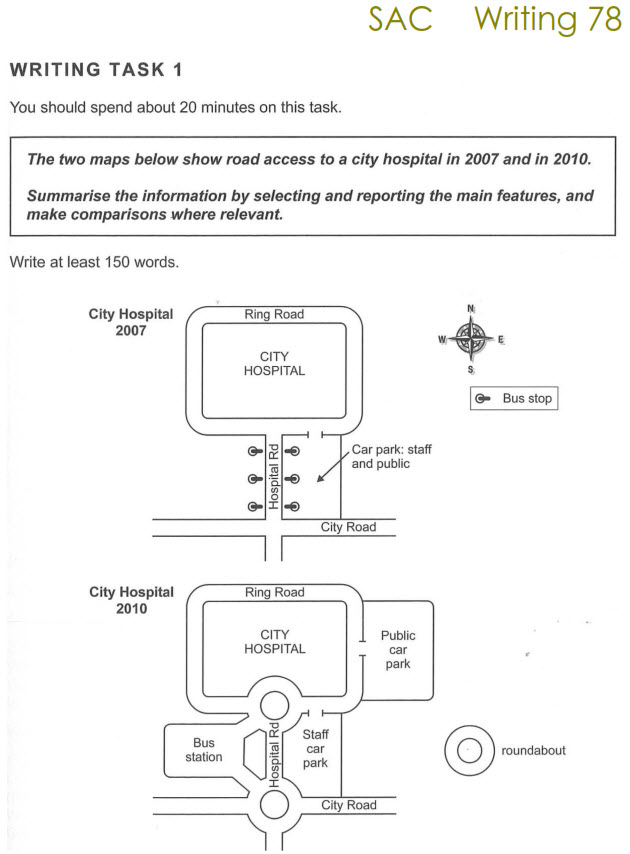 SAC Writing 78
WRITING TASK 1
You should spend about 20 minutes on this task.
The two maps below show road access to a city hospital in 2007 and in 2010.
Summarise the information by selecting and reporting the main features, and
make comparisons where relevant.
Write at least 150 words.
City Hospital
2007
Ring Road
CITY
HOSPITAL
N
W
E
S
Bus stop
Hospital Rd
Car park: staff
and public
City Road
City Hospital
2010
Ring Road
CITY
HOSPITAL
Public
car
park
Bus
station
Hospital Rd
Staff
car
park
roundabout
City Road